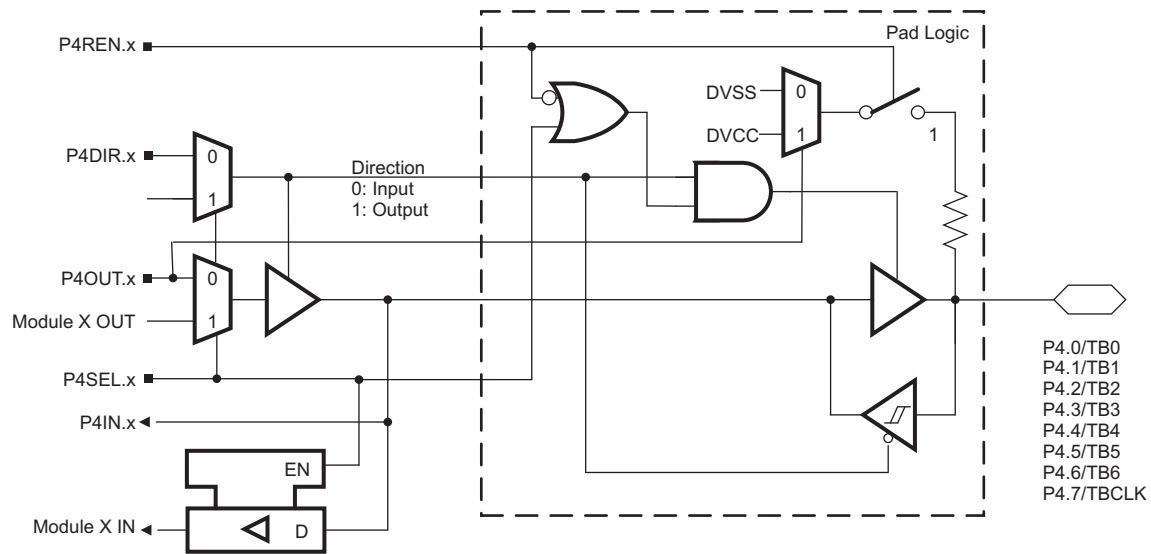 Pad Logic
P4REN.x
DVSS
0
DVCC
1
1
P4DIR.x
0
1
Direction
0: Input
1: Output
P4OUT.x
0
Module X OUT
1
P4SEL.x
P4IN.x
EN
Module X IN
D
P4.0/TB0
P4.1/TB1
P4.2/TB2
P4.3/TB3
P4.4/TB4
P4.5/TB5
P4.6/TB6
P4.7/TBCLK